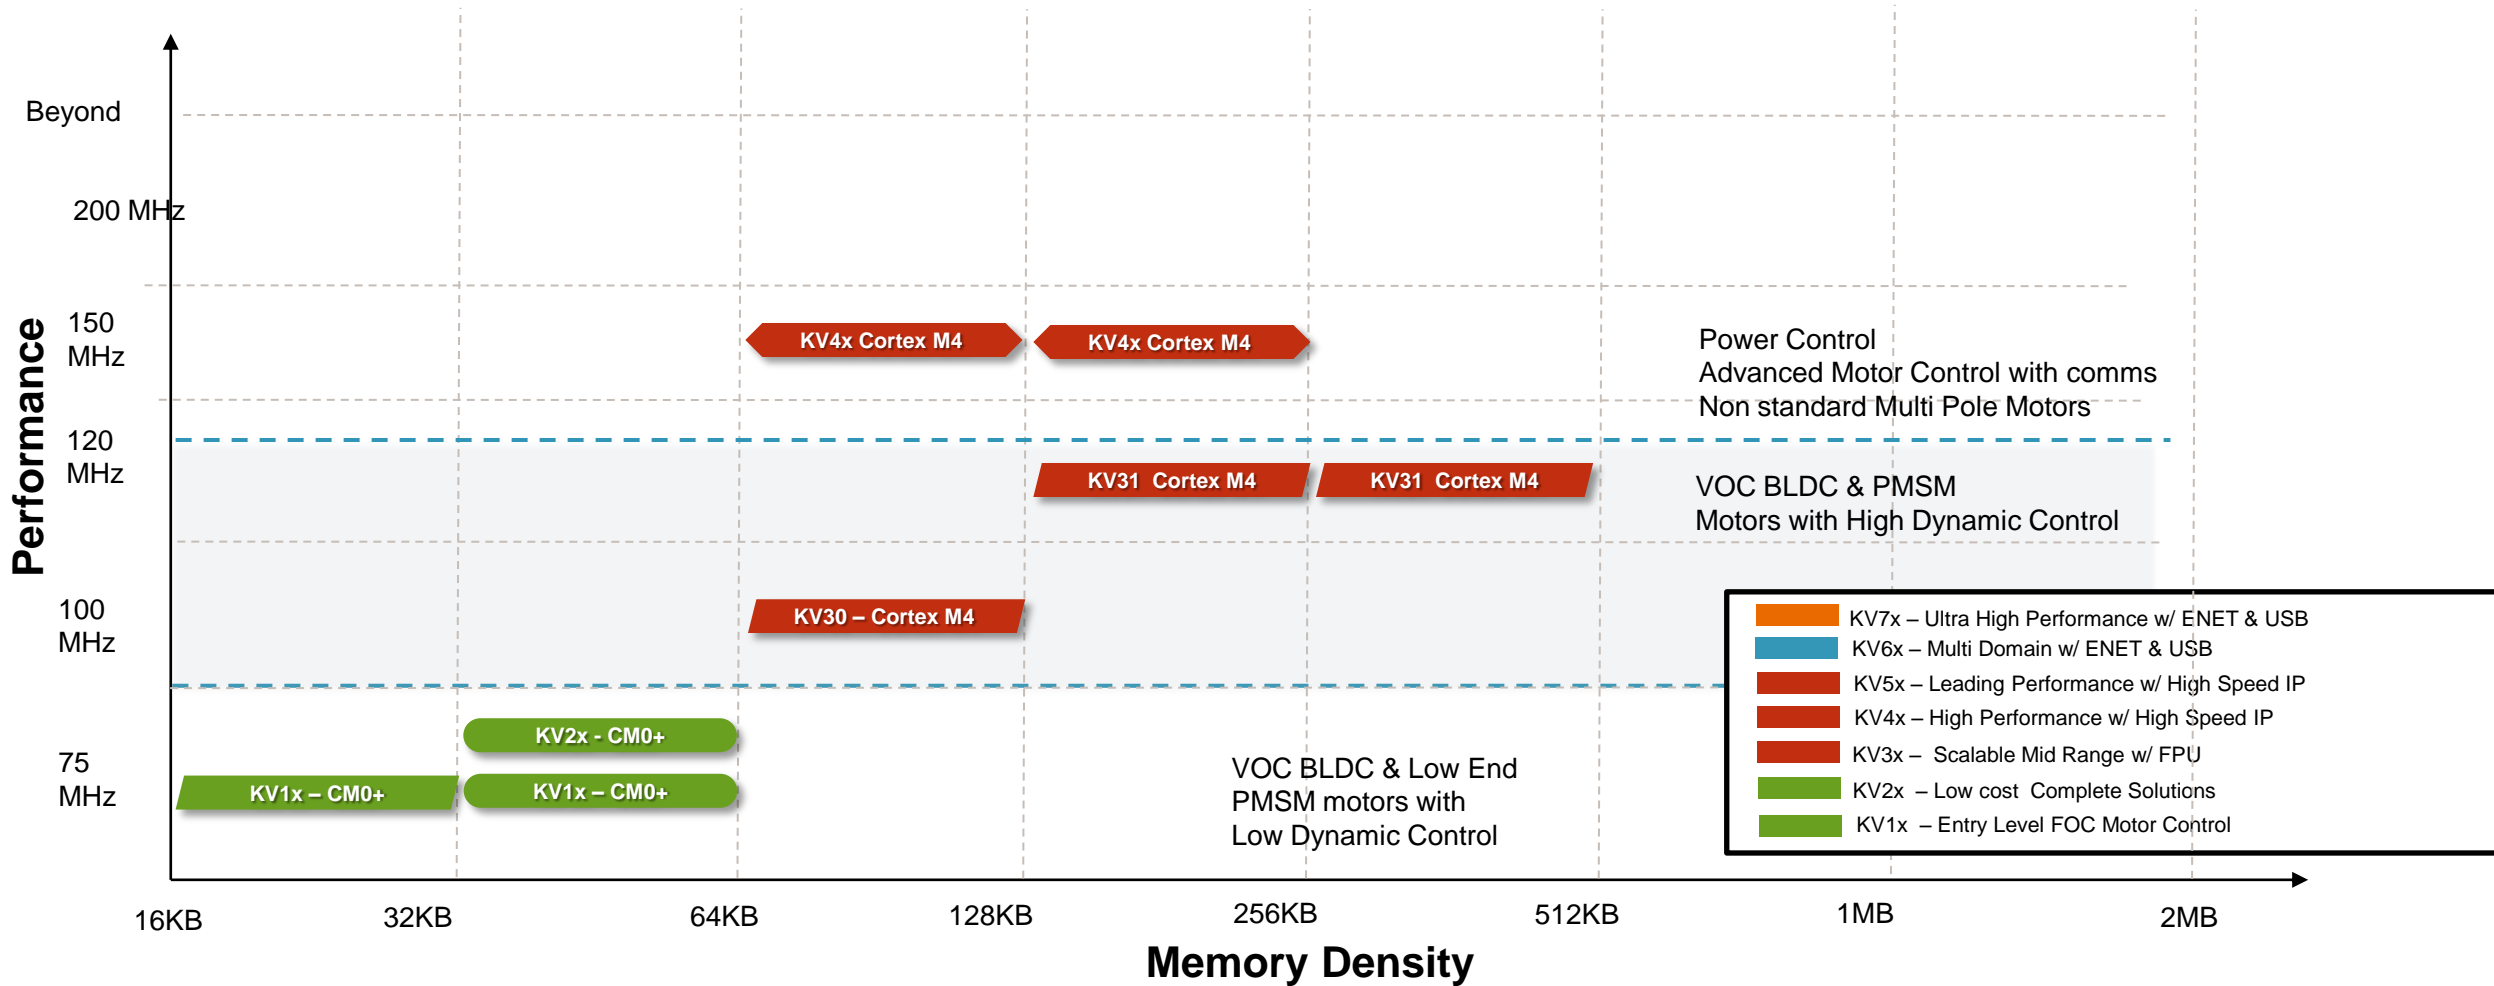 Beyond
200 MHz
150
MHz
120
MHz
100
MHz
75
MHz
Performance
KV4x Cortex M4
KV4x Cortex M4
Power Control
Advanced Motor Control with comms
Non standard Multi Pole Motors
KV31  Cortex M4
KV31  Cortex M4
VOC BLDC & PMSM
Motors with High Dynamic Control
KV30 – Cortex M4
KV2x - CM0+
KV1x – CM0+
KV1x – CM0+
VOC BLDC & Low End
PMSM motors with
Low Dynamic Control
KV7x – Ultra High Performance w/ ENET & USB
KV6x – Multi Domain w/ ENET & USB
KV5x – Leading Performance w/ High Speed IP
KV4x – High Performance w/ High Speed IP
KV3x –  Scalable Mid Range w/ FPU
KV2x  – Low cost  Complete Solutions
KV1x  – Entry Level FOC Motor Control
16KB
32KB
64KB
128KB
256KB
512KB
1MB
2MB
Memory Density